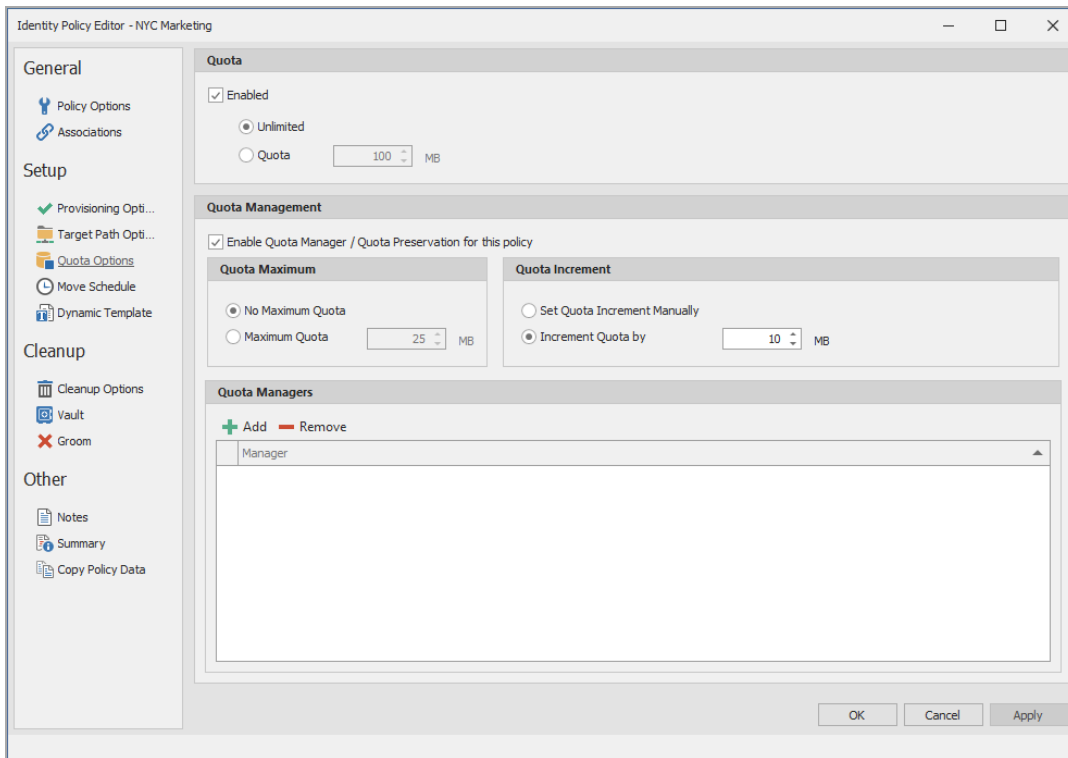 Identity Policy Editor - NYC Marketing
General
Policy Options
Associations
Setup
Provisioning Opti...
Target Path Opti...
Quota Options
Move Schedule
Dynamic Template
Cleanup
Cleanup Options
Vault
Groom
Other
Notes
Summary
Copy Policy Data
Quota
Enabled
Unlimited
Quota 100 MB
Quota Management
Enable Quota Manager / Quota Preservation for this policy
Quota Maximum
No Maximum Quota
Maximum Quota 25 MB
Quota Increment
Set Quota Increment Manually
Increment Quota by 10 MB
Quota Managers
Add Remove
Manager
OK Cancel Apply